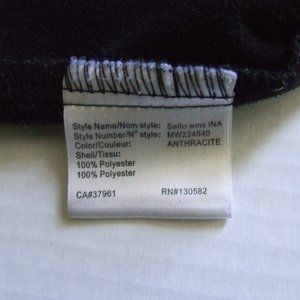 Style Name/Nom style: Salto wms INA
Style Number/N° style: MW224840
Color/Couleur: ANTHRACITE
Shell/Tissu:
100% Polyester
100% Polyester
CA#37961 RN#130582